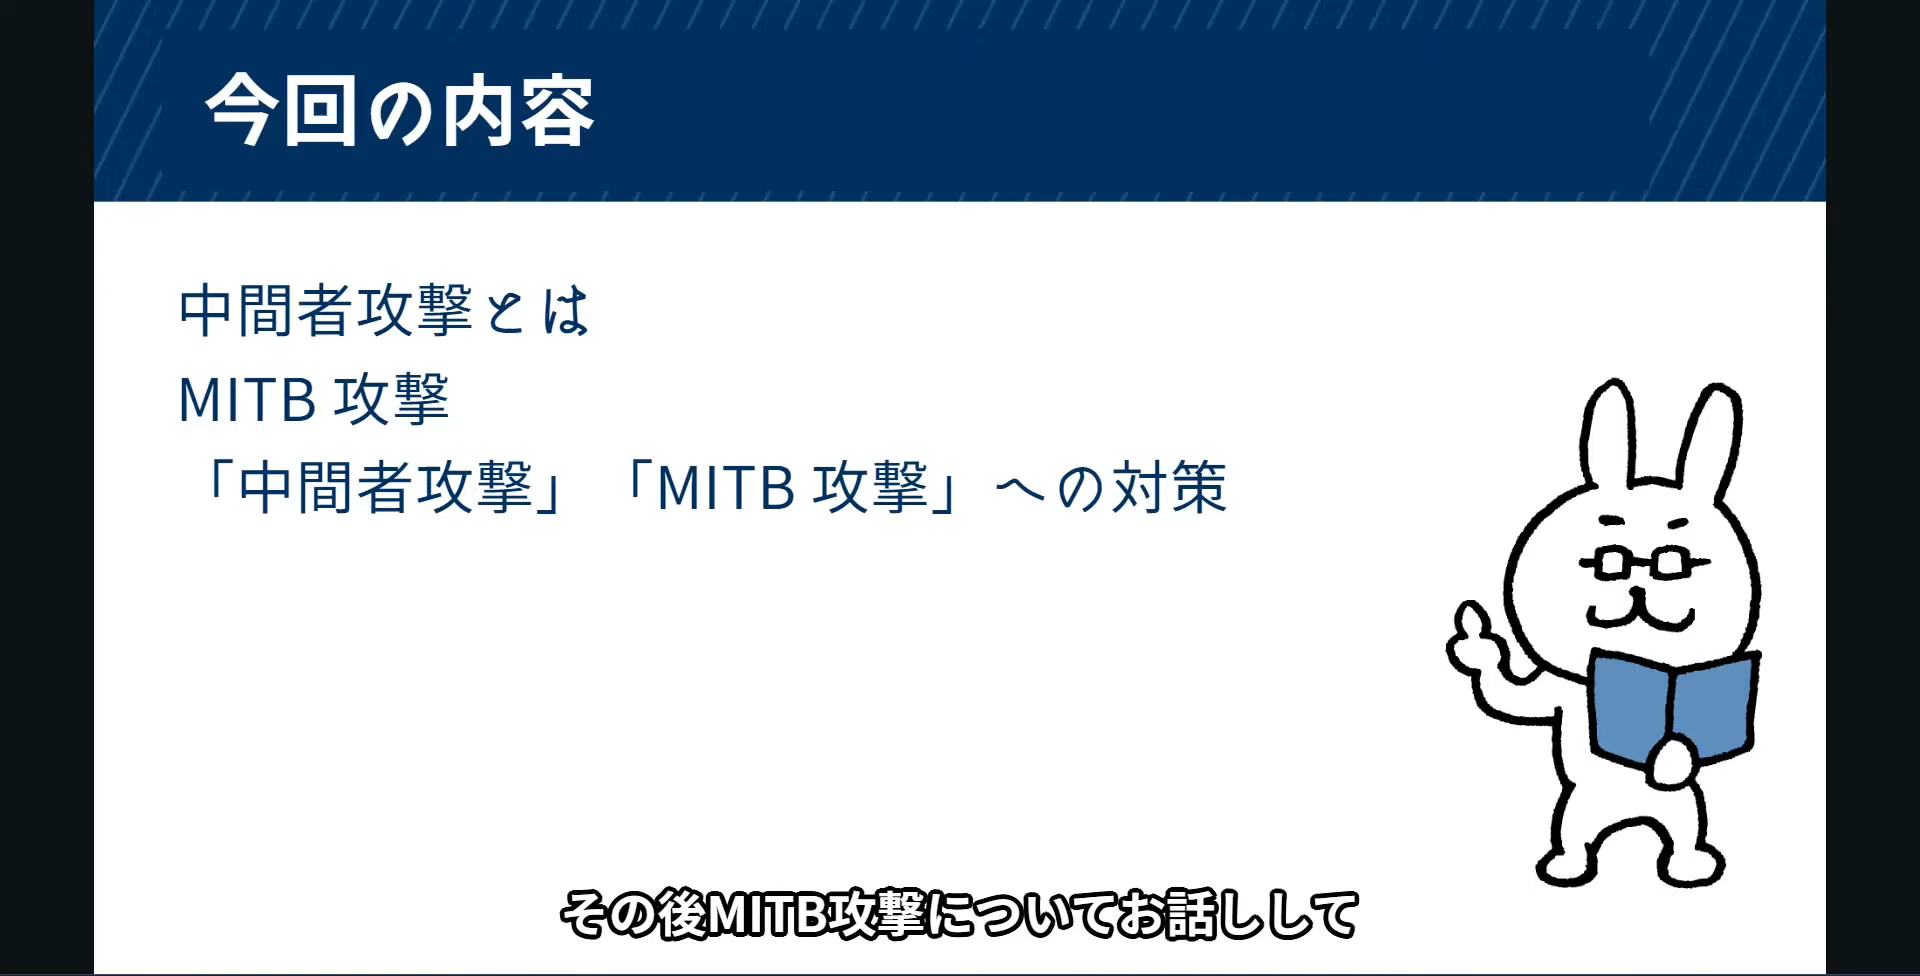 今回の内容
中間者攻撃とは
MITB 攻撃
「中間者攻撃」「MITB 攻撃」への対策
その後MITB攻撃についてお話しして